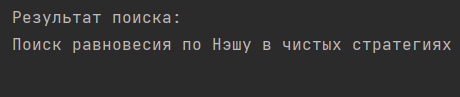 Результат поиска:
Поиск равновесия по Нэшу в чистых стратегиях